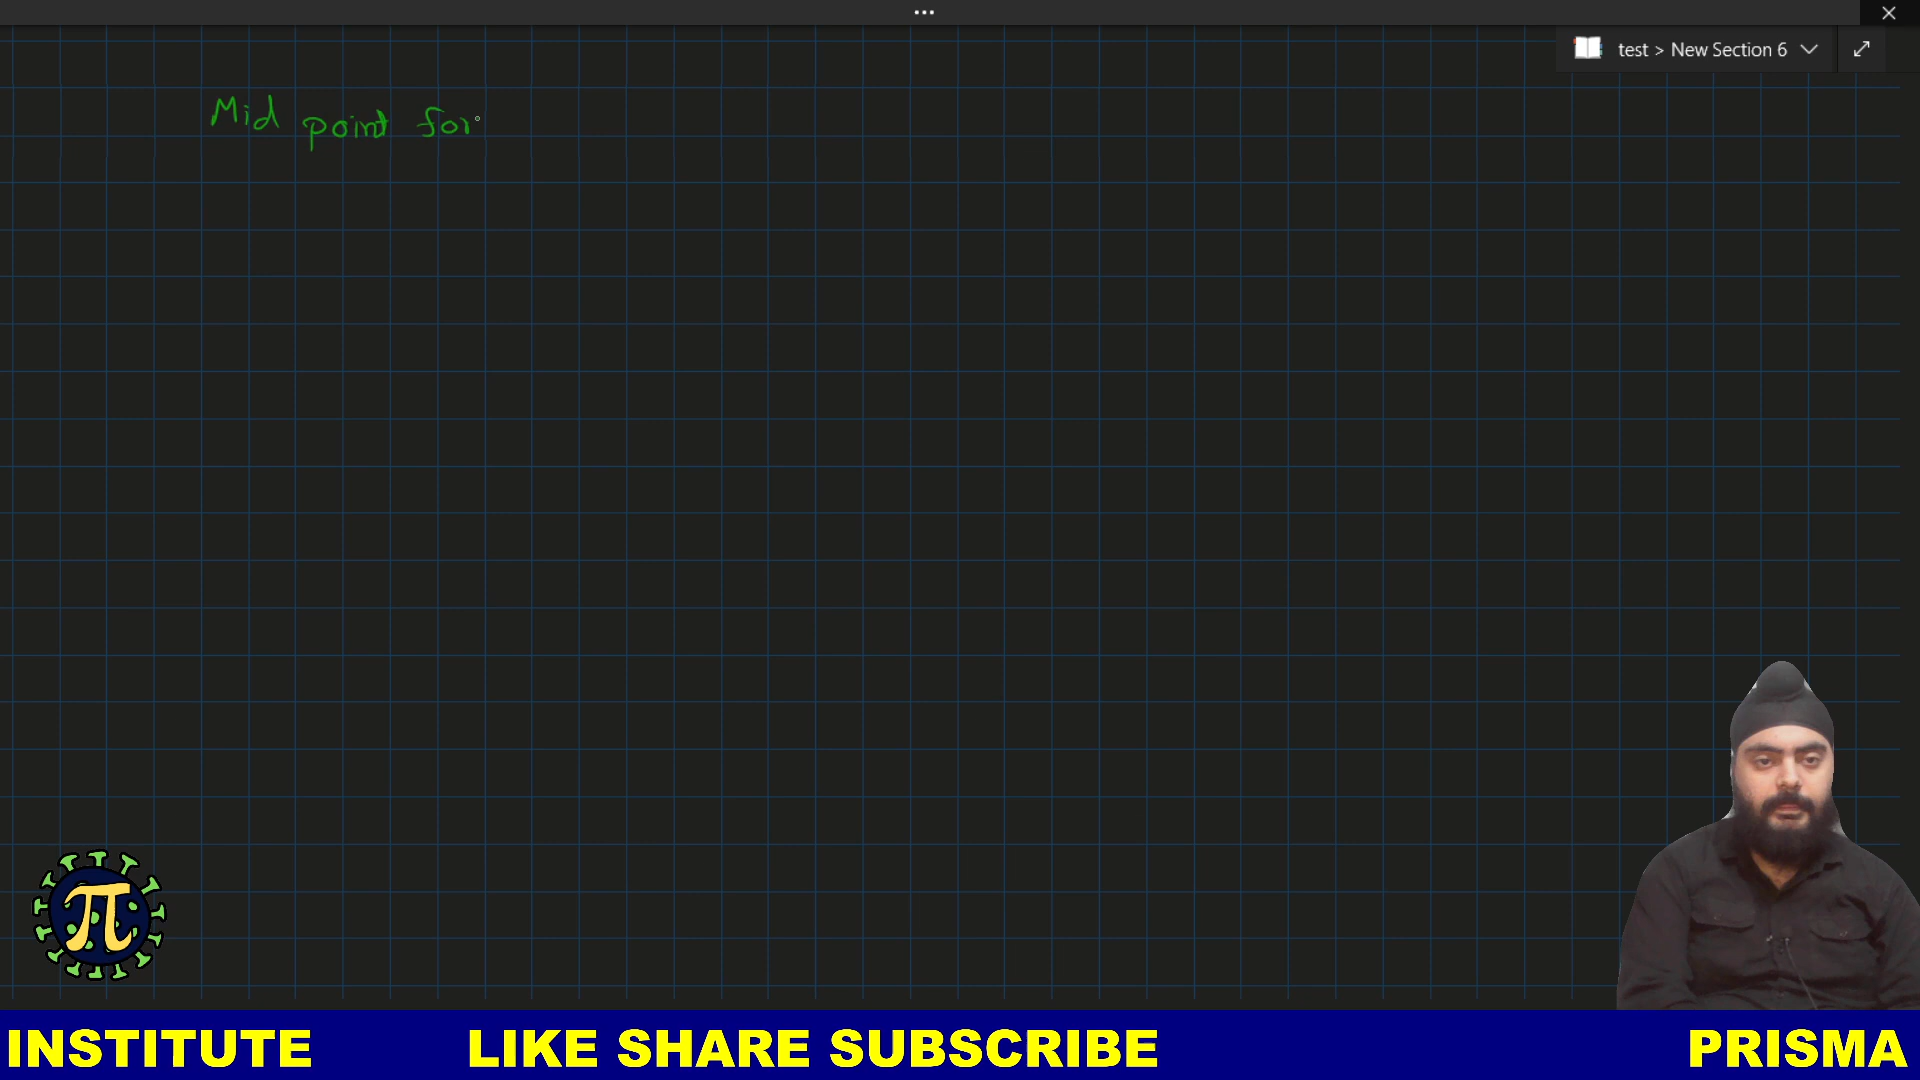 ...
test > New Section 6
Mid point for
π
INSTITUTE LIKE SHARE SUBSCRIBE PRISMA